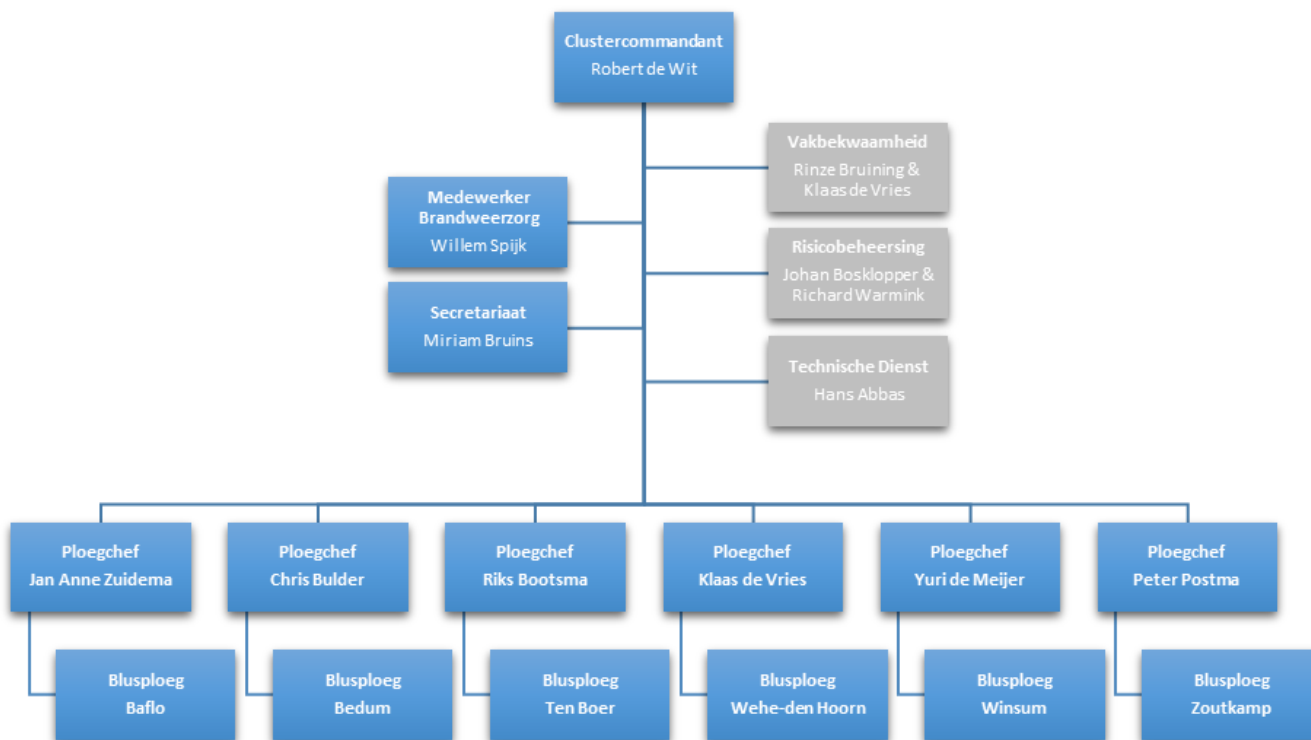 Clustercommandant
Robert de Wit
Vakbekwaamheid
Rinze Bruining &
Klaas de Vries
Medewerker
Brandweerzorg
Willem Spijk
Risicobeheersing
Johan Bosklopper &
Richard Warmink
Secretariaat
Miriam Bruins
Technische Dienst
Hans Abbas
Ploegchef
Jan Anne Zuidema
Ploegchef
Chris Bulder
Ploegchef
Riks Bootsma
Ploegchef
Klaas de Vries
Ploegchef
Yuri de Meijer
Ploegchef
Peter Postma
Blusploeg
Baflo
Blusploeg
Bedum
Blusploeg
Ten Boer
Blusploeg
Wehe-den Hoorn
Blusploeg
Winsum
Blusploeg
Zoutkamp